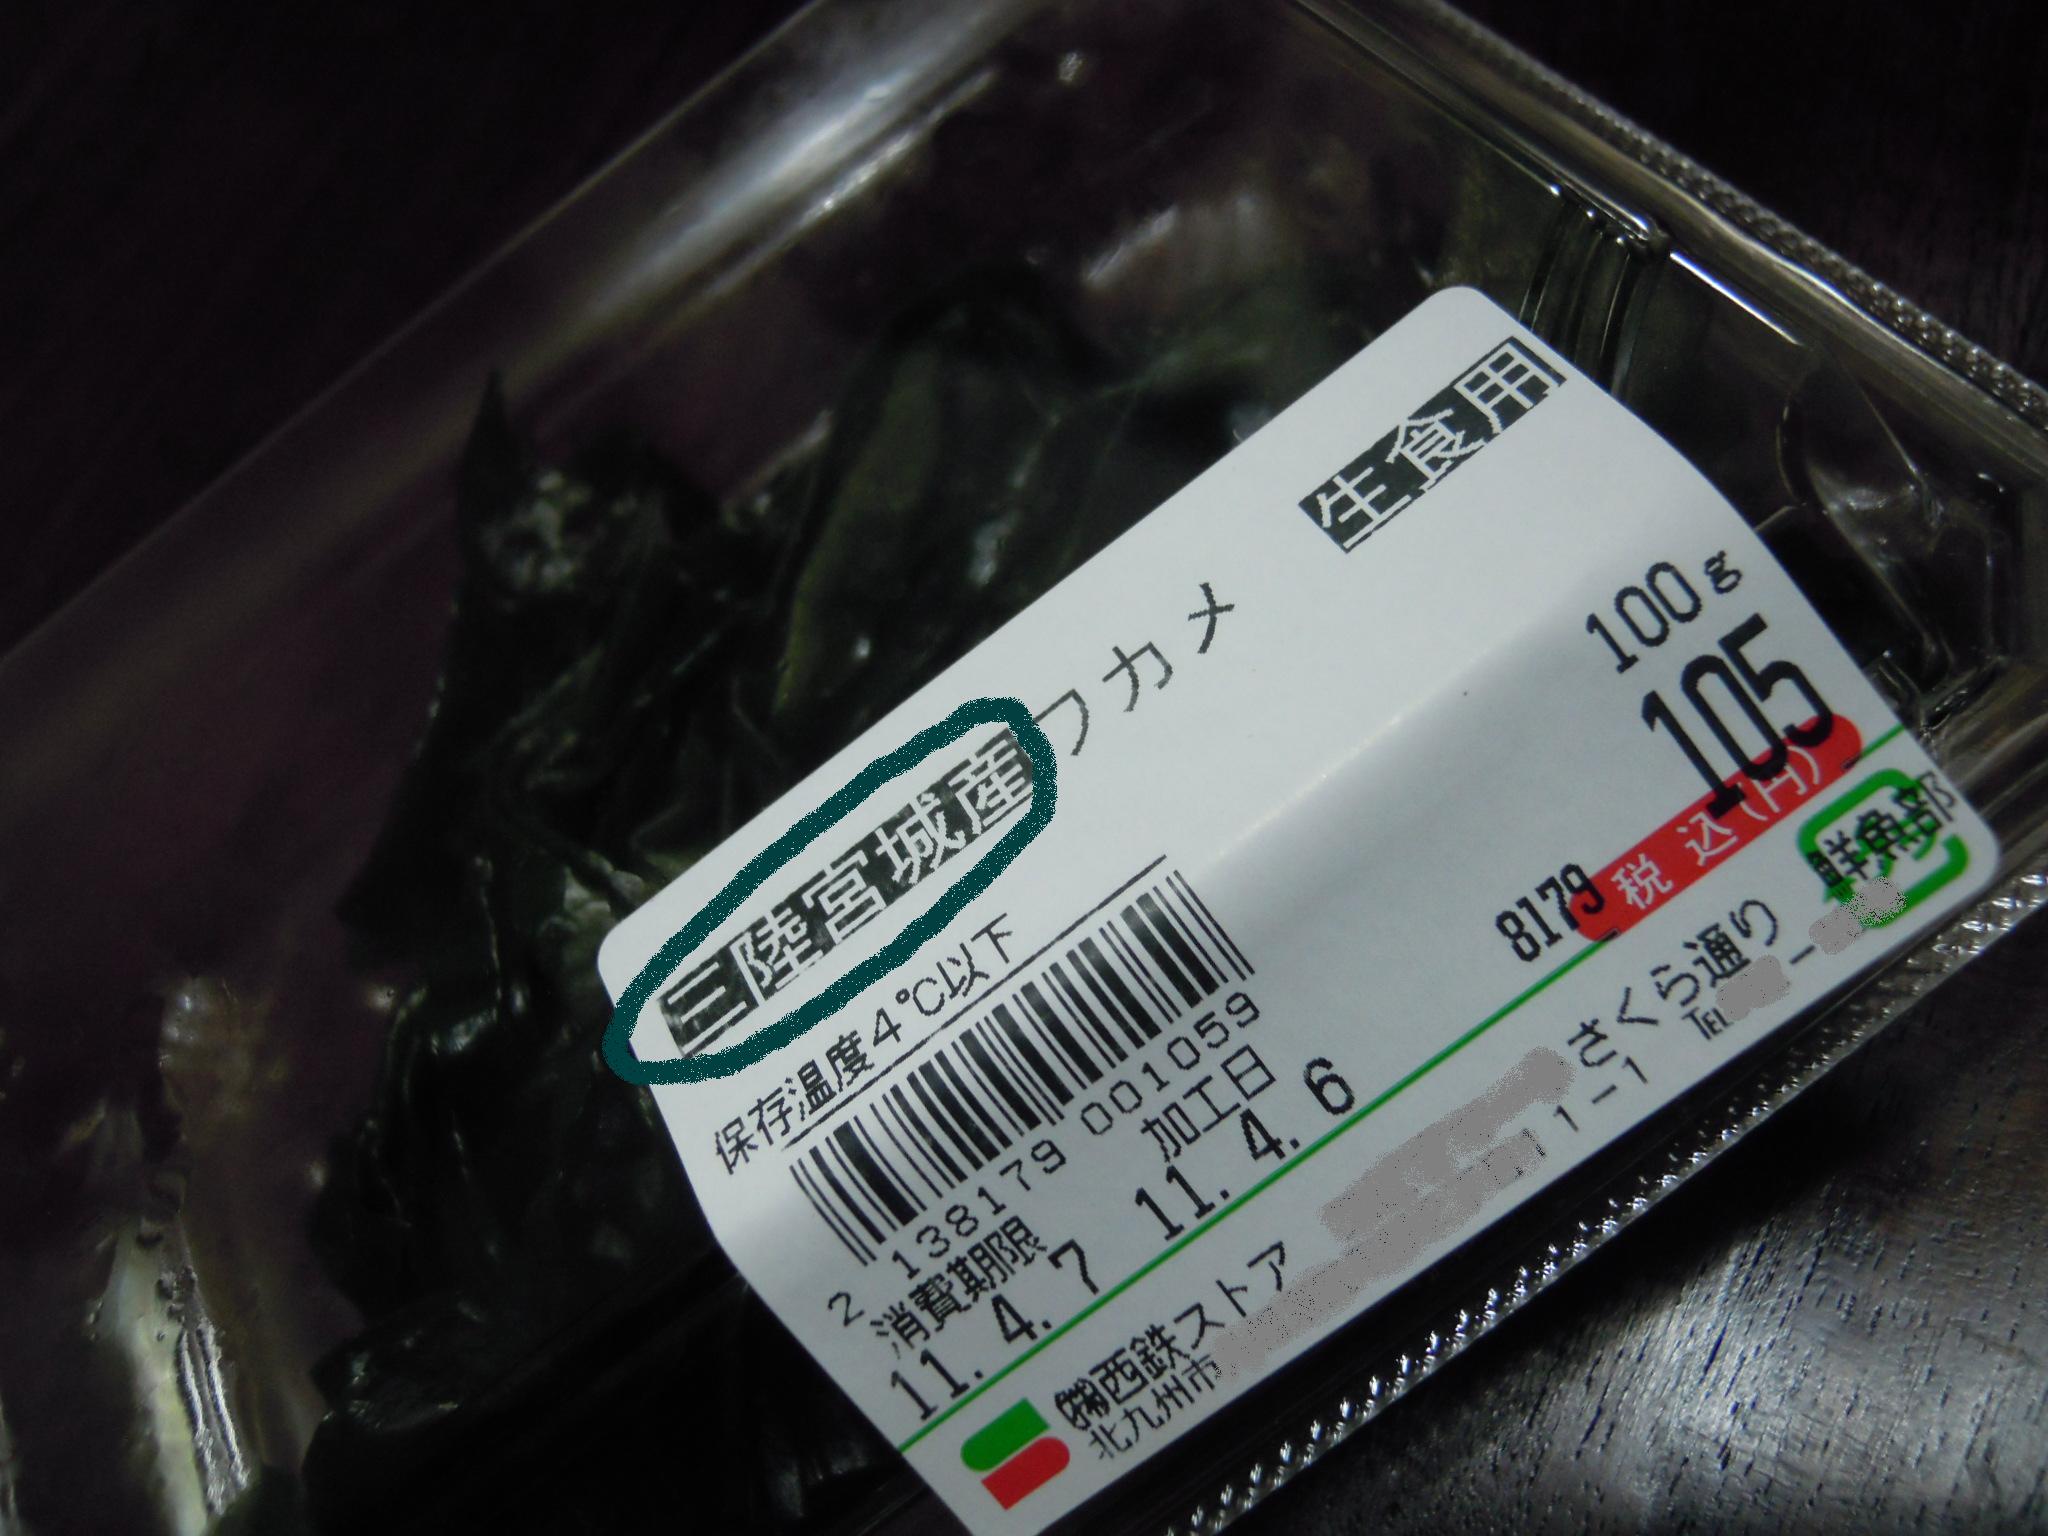 三陸宮城産ワカメ
生食用
保存温度4℃以下
100g
105
税込(円)
8179
2 138179 001059
消費期限
11. 4. 7
加工日
11. 4. 6
鮮魚部
㈱西鉄ストア
さくら通り
北九州市
1-1
TEL